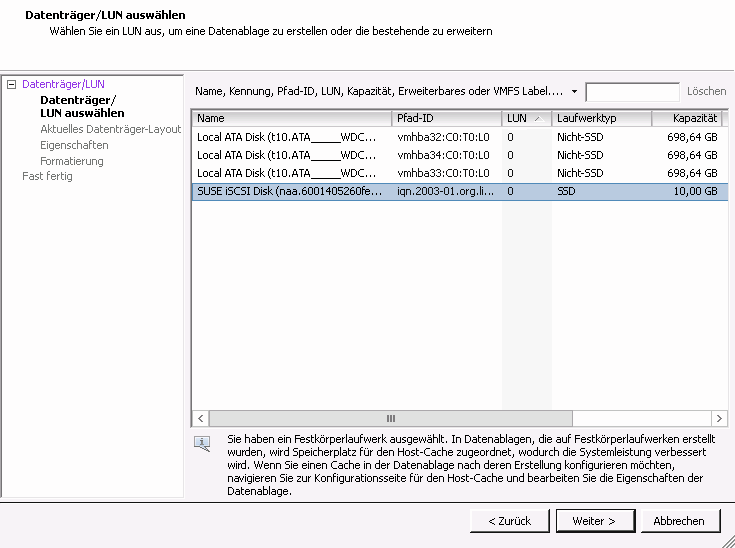 Datenträger/LUN auswählen
Wählen Sie ein LUN aus, um eine Datenablage zu erstellen oder die bestehende zu erweitern
Datenträger/LUN
Datenträger/
LUN auswählen
Aktuelles Datenträger-Layout
Eigenschaften
Formatierung
Fast fertig
Name, Kennung, Pfad-ID, LUN, Kapazität, Erweiterbares oder VMFS Label.... Löschen
Name Pfad-ID LUN Laufwerktyp Kapazität
Local ATA Disk (t10.ATA_____WDC... vmhba32:C0:T0:L0 0 Nicht-SSD 698,64 GB
Local ATA Disk (t10.ATA_____WDC... vmhba34:C0:T0:L0 0 Nicht-SSD 698,64 GB
Local ATA Disk (t10.ATA_____WDC... vmhba33:C0:T0:L0 0 Nicht-SSD 698,64 GB
SUSE iSCSI Disk (naa.6001405260fe... iqn.2003-01.org.li... 0 SSD 10,00 GB
Sie haben ein Festkörperlaufwerk ausgewählt. In Datenablagen, die auf Festkörperlaufwerken erstellt
wurden, wird Speicherplatz für den Host-Cache zugeordnet, wodurch die Systemleistung verbessert
wird. Wenn Sie einen Cache in der Datenablage nach deren Erstellung konfigurieren möchten,
navigieren Sie zur Konfigurationsseite für den Host-Cache und bearbeiten Sie die Eigenschaften der
Datenablage.
< Zurück Weiter > Abbrechen